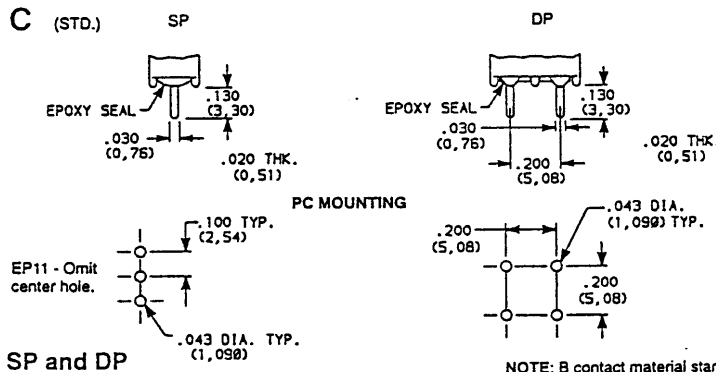 C (STD.) SP
DP
EPOXY SEAL
.130
(3,30)
.030
(0,76)
.020 THK.
(0,51)
EPOXY SEAL
.130
(3,30)
.030
(0,76)
.200
(5,08)
.020 THK.
(0,51)
PC MOUNTING
.100 TYP.
(2,54)
EP11 - Omit
center hole.
.043 DIA. TYP.
(1,090)
.200
(5,08)
.043 DIA.
(1,090) TYP.
.200
(5,08)
SP and DP
NOTE: B contact material star